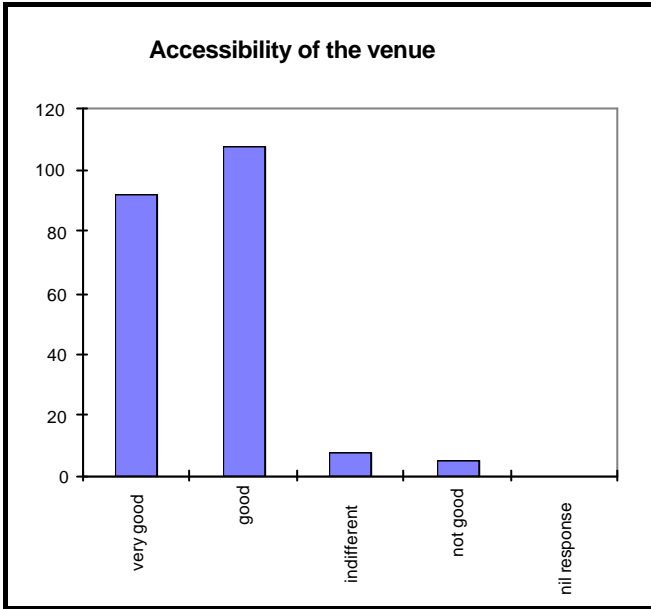 Accessibility of the venue
120
100
80
60
40
20
0
very good
good
indifferent
not good
nil response